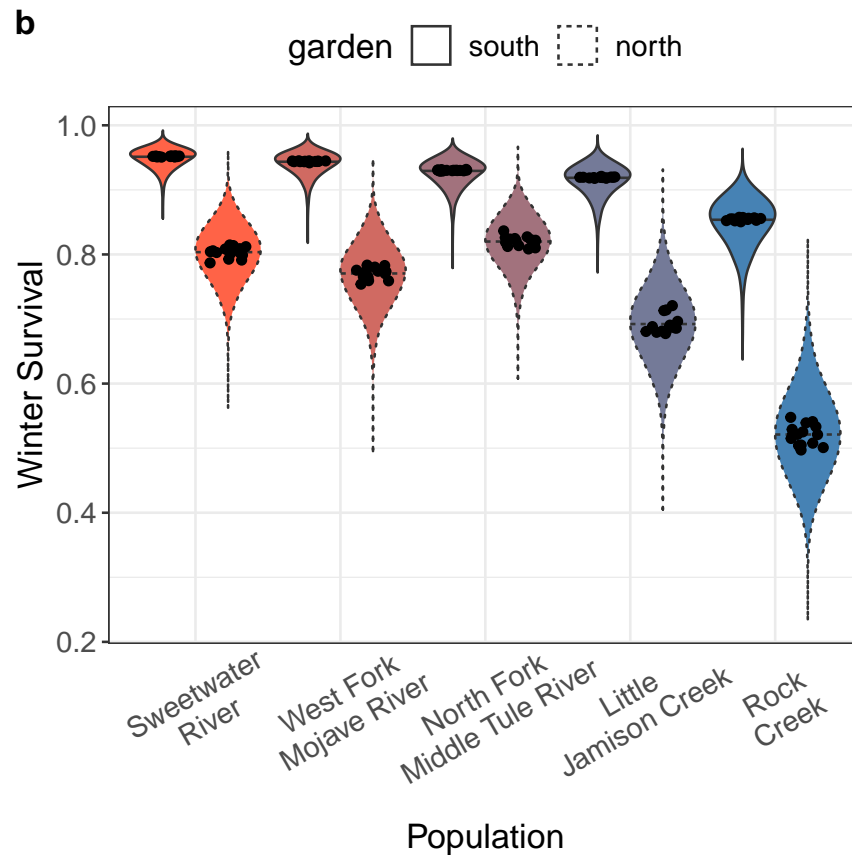 b
garden south north
Winter Survival
1.0
0.8
0.6
0.4
0.2
Sweetwater
River
West Fork
Mojave River
North Fork
Middle Tule River
Little
Jamison Creek
Rock
Creek
Population